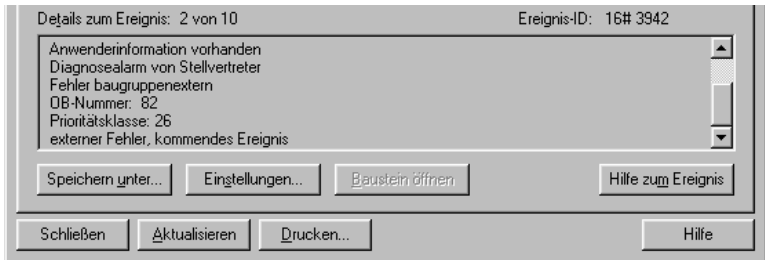 Details zum Ereignis: 2 von 10 Ereignis-ID: 16# 3942
Anwenderinformation vorhanden
Diagnosealarm von Stellvertreter
Fehler baugruppenextern
OB-Nummer: 82
Prioritätsklasse: 26
externer Fehler, kommendes Ereignis
Speichern unter... Einstellungen... Baustein öffnen Hilfe zum Ereignis
Schließen Aktualisieren Drucken... Hilfe